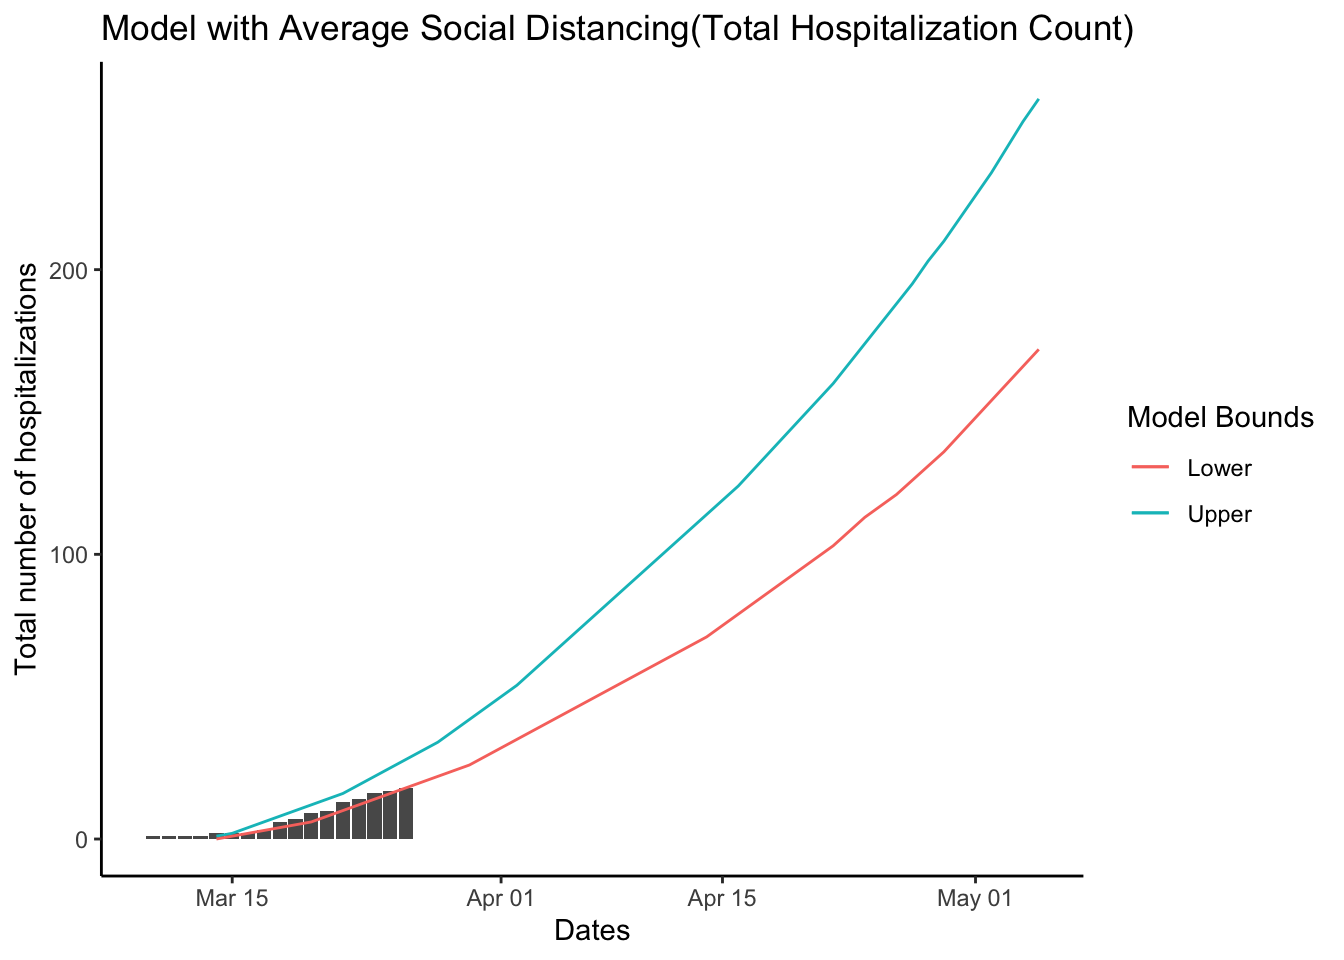 Model with Average Social Distancing(Total Hospitalization Count)
Total number of hospitalizations
200
100
0
Mar 15
Apr 01
Apr 15
May 01
Dates
Model Bounds
Lower
Upper